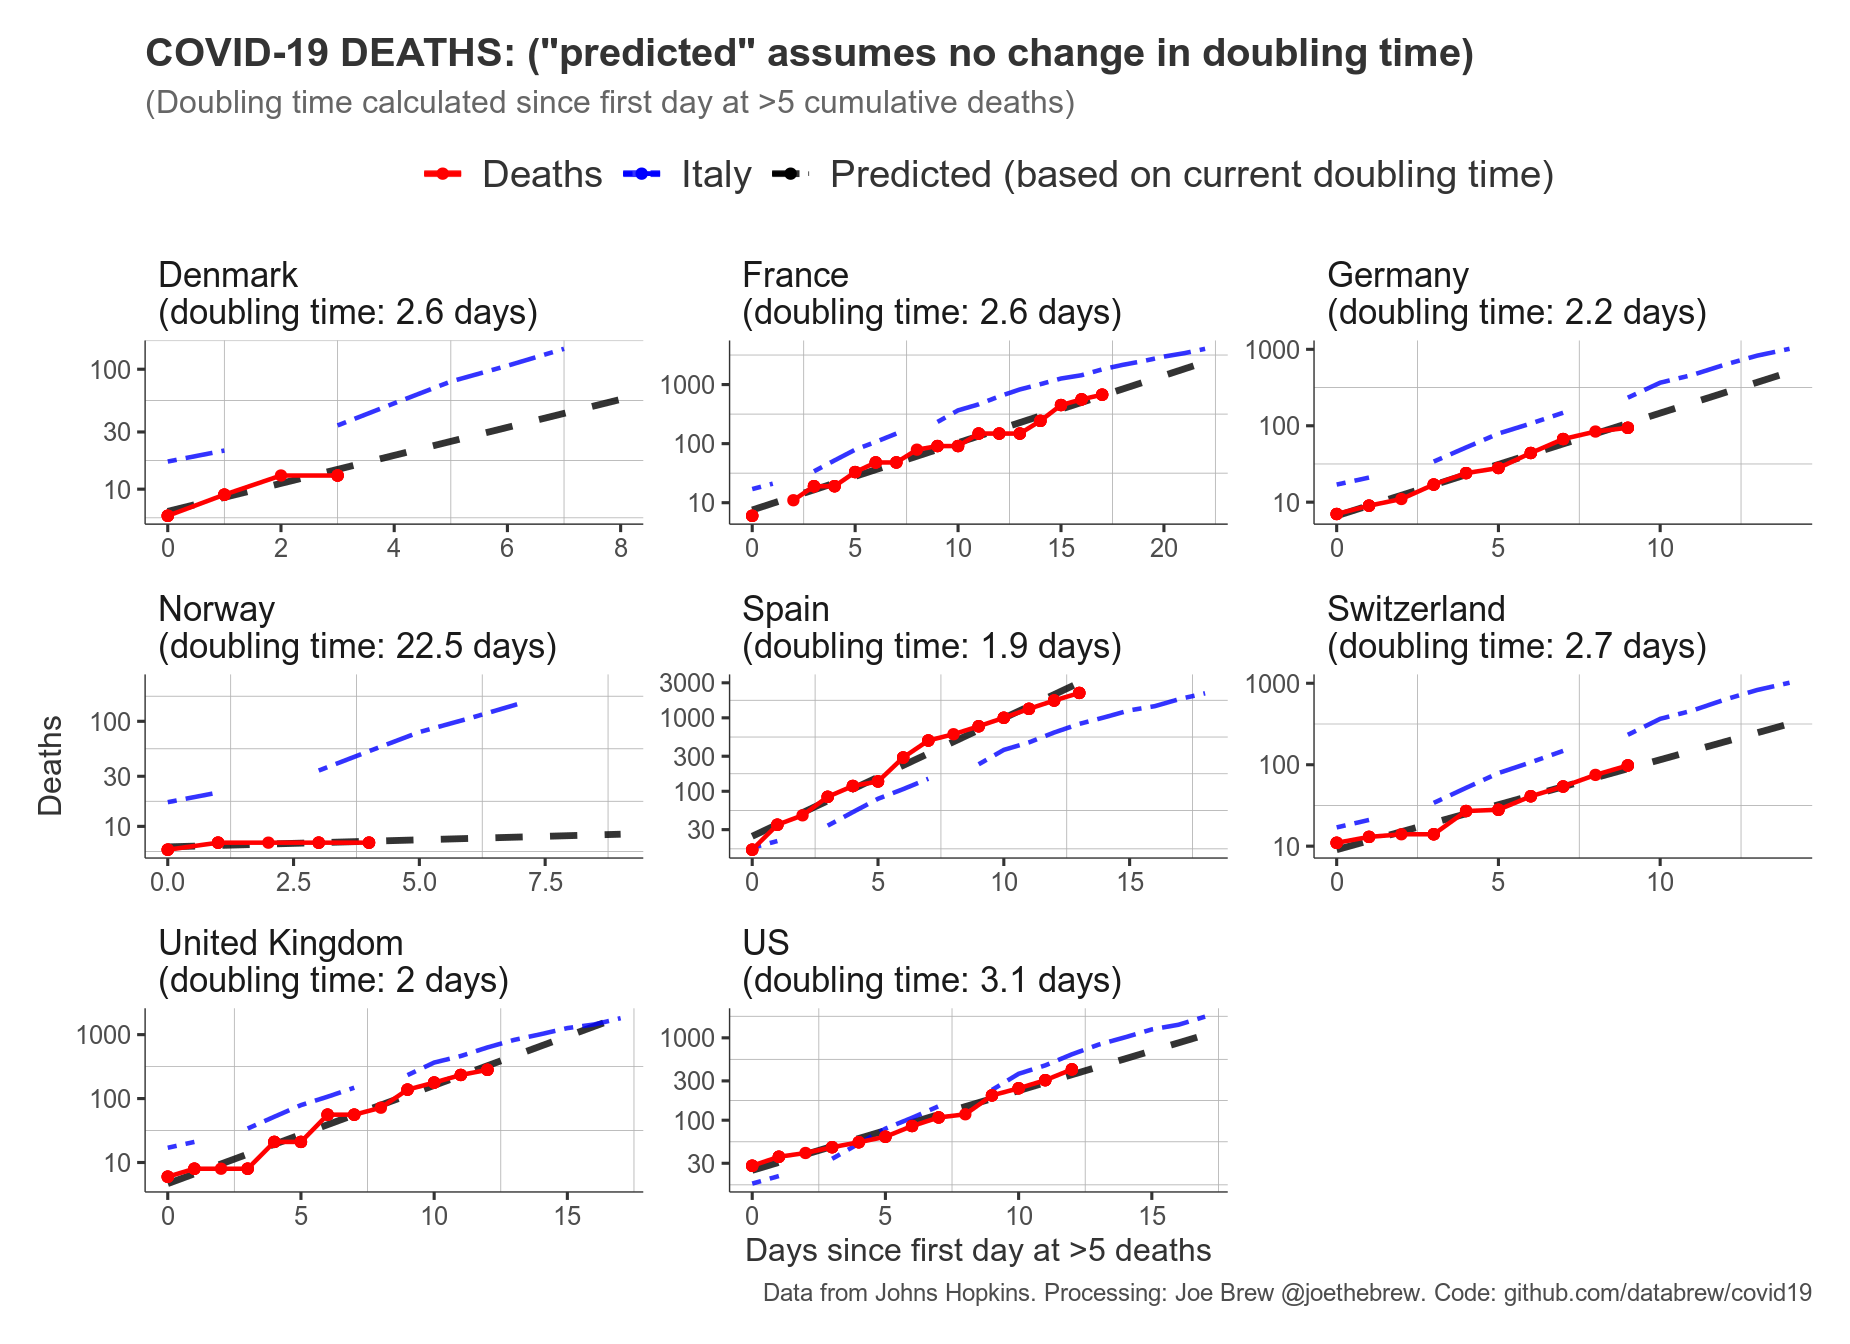 COVID-19 DEATHS: ("predicted" assumes no change in doubling time)
(Doubling time calculated since first day at >5 cumulative deaths)
Deaths Italy Predicted (based on current doubling time)
Denmark
(doubling time: 2.6 days)
100
30
10
0 2 4 6 8
France
(doubling time: 2.6 days)
1000
100
10
0 5 10 15 20
Germany
(doubling time: 2.2 days)
1000
100
10
0 5 10
Deaths
Norway
(doubling time: 22.5 days)
100
30
10
0.0 2.5 5.0 7.5
Spain
(doubling time: 1.9 days)
3000
1000
300
100
30
0 5 10 15
Switzerland
(doubling time: 2.7 days)
1000
100
10
0 5 10
United Kingdom
(doubling time: 2 days)
1000
100
10
0 5 10 15
US
(doubling time: 3.1 days)
1000
300
100
30
0 5 10 15
Days since first day at >5 deaths
Data from Johns Hopkins. Processing: Joe Brew @joethebrew. Code: github.com/databrew/covid19